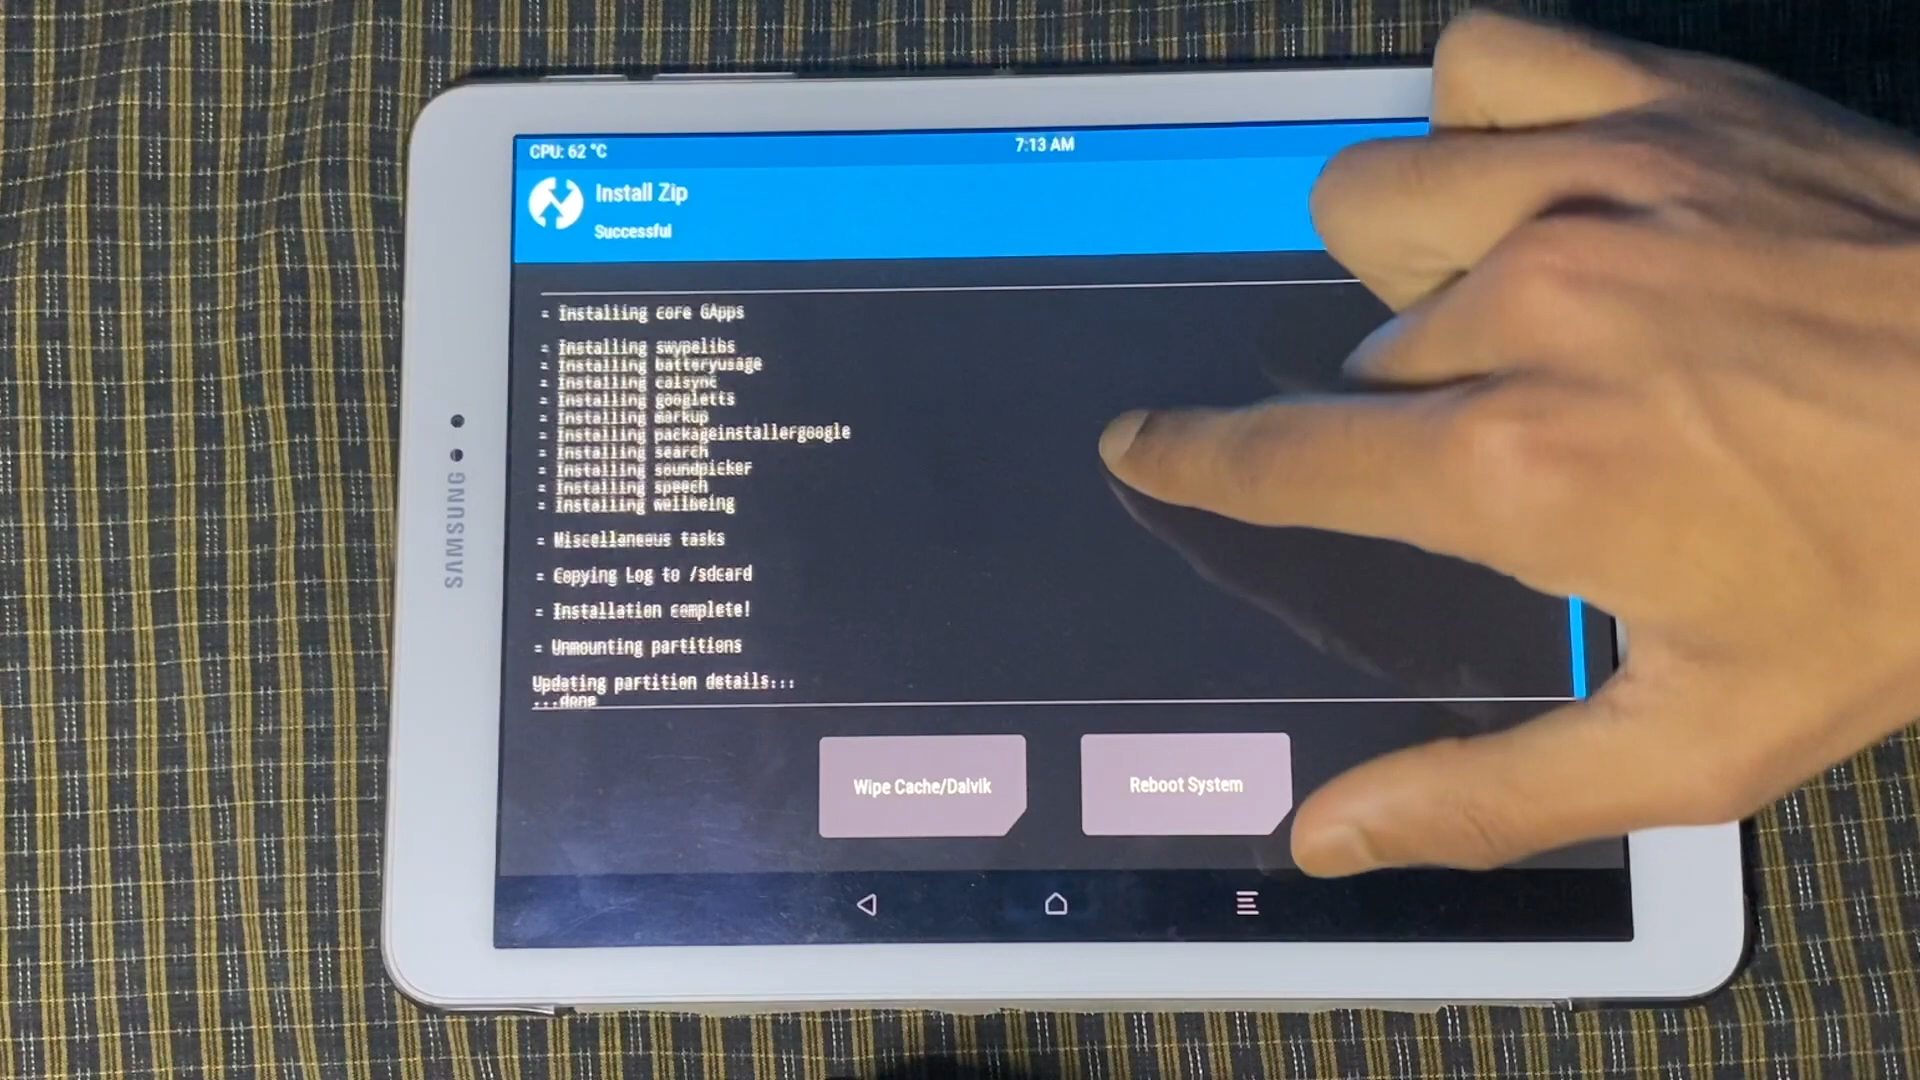 CPU: 62 °C
7:13 AM
Install Zip
Successful
- Installing core GApps
- Installing swypelibs
- Installing batteryusage
- Installing calsync
- Installing googletts
- Installing markup
- Installing packageinstallergoogle
- Installing search
- Installing soundpicker
- Installing speech
- Installing wellbeing
- Miscellaneous tasks
- Copying Log to /sdcard
- Installation complete!
- Unmounting partitions
Updating partition details...
...done
Wipe Cache/Dalvik
Reboot System
SAMSUNG